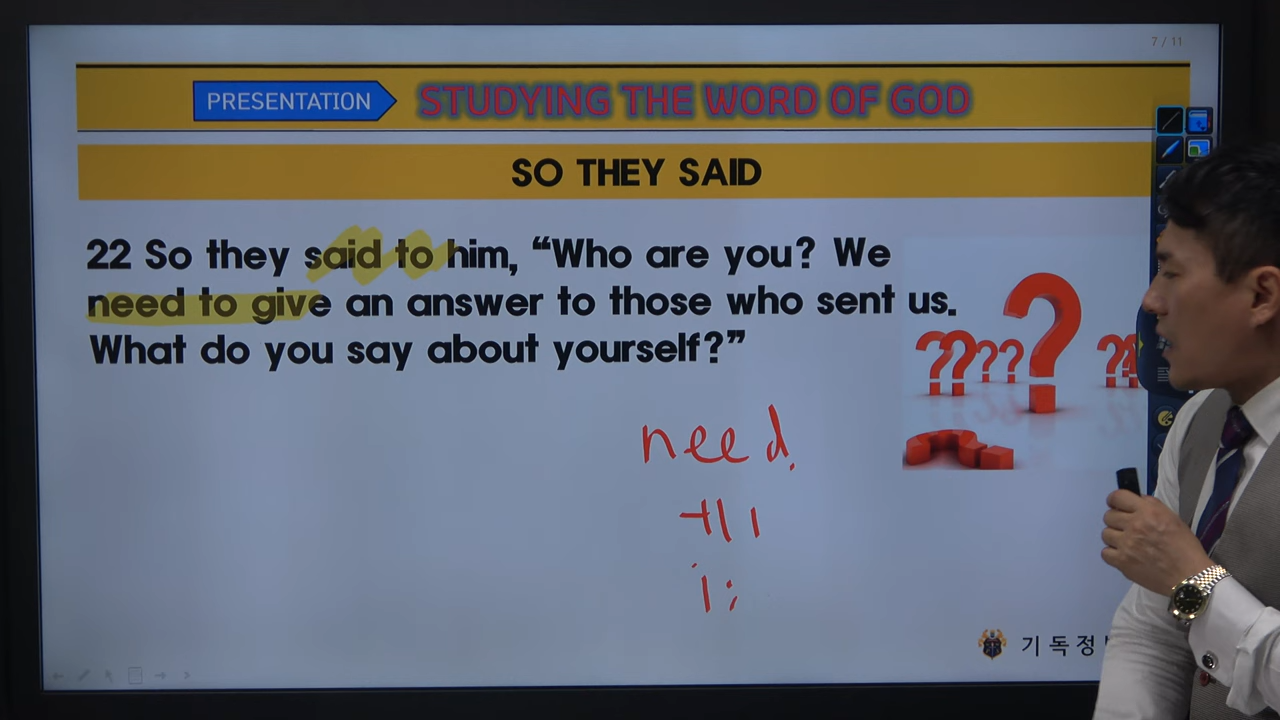 7 / 11
PRESENTATION
STUDYING THE WORD OF GOD
SO THEY SAID
22 So they said to him, “Who are you? We
need to give an answer to those who sent us.
What do you say about yourself?”
need
i:
기독정